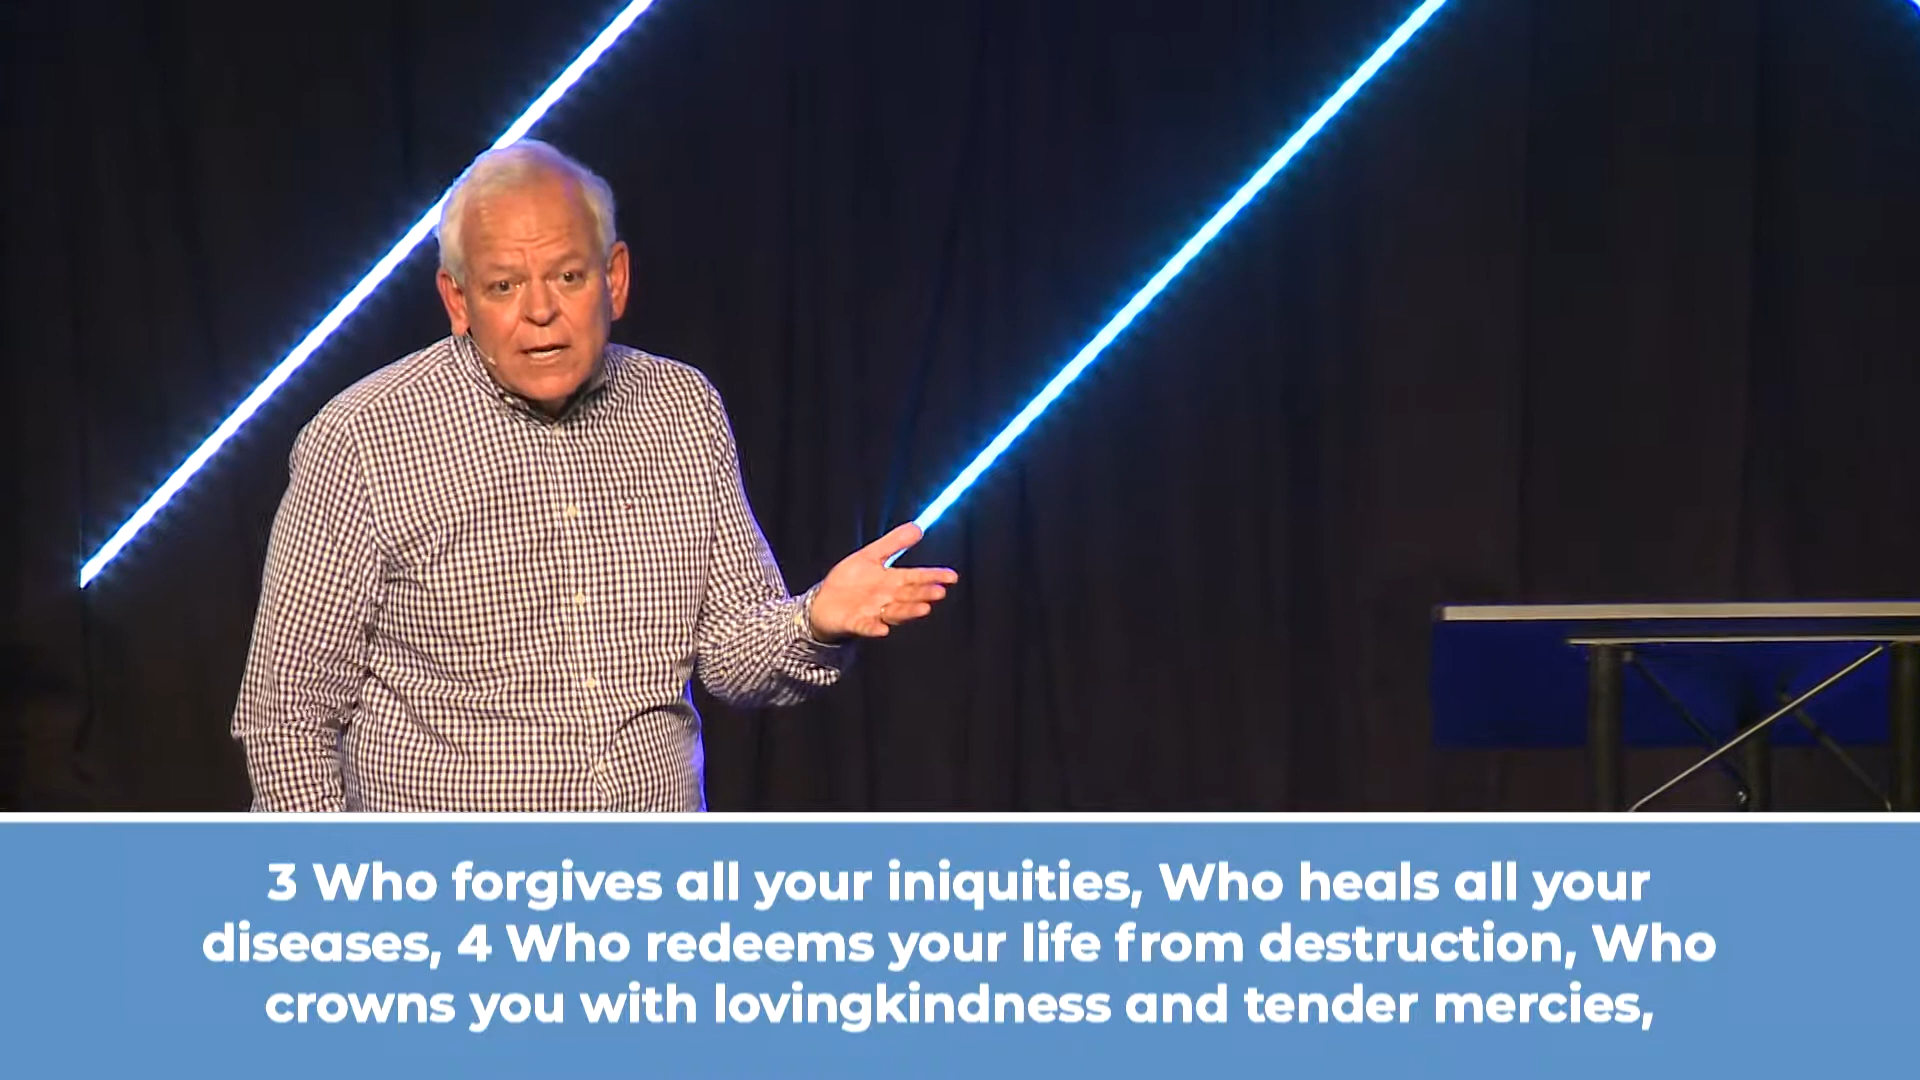 3 Who forgives all your iniquities, Who heals all your
diseases, 4 Who redeems your life from destruction, Who
crowns you with lovingkindness and tender mercies,